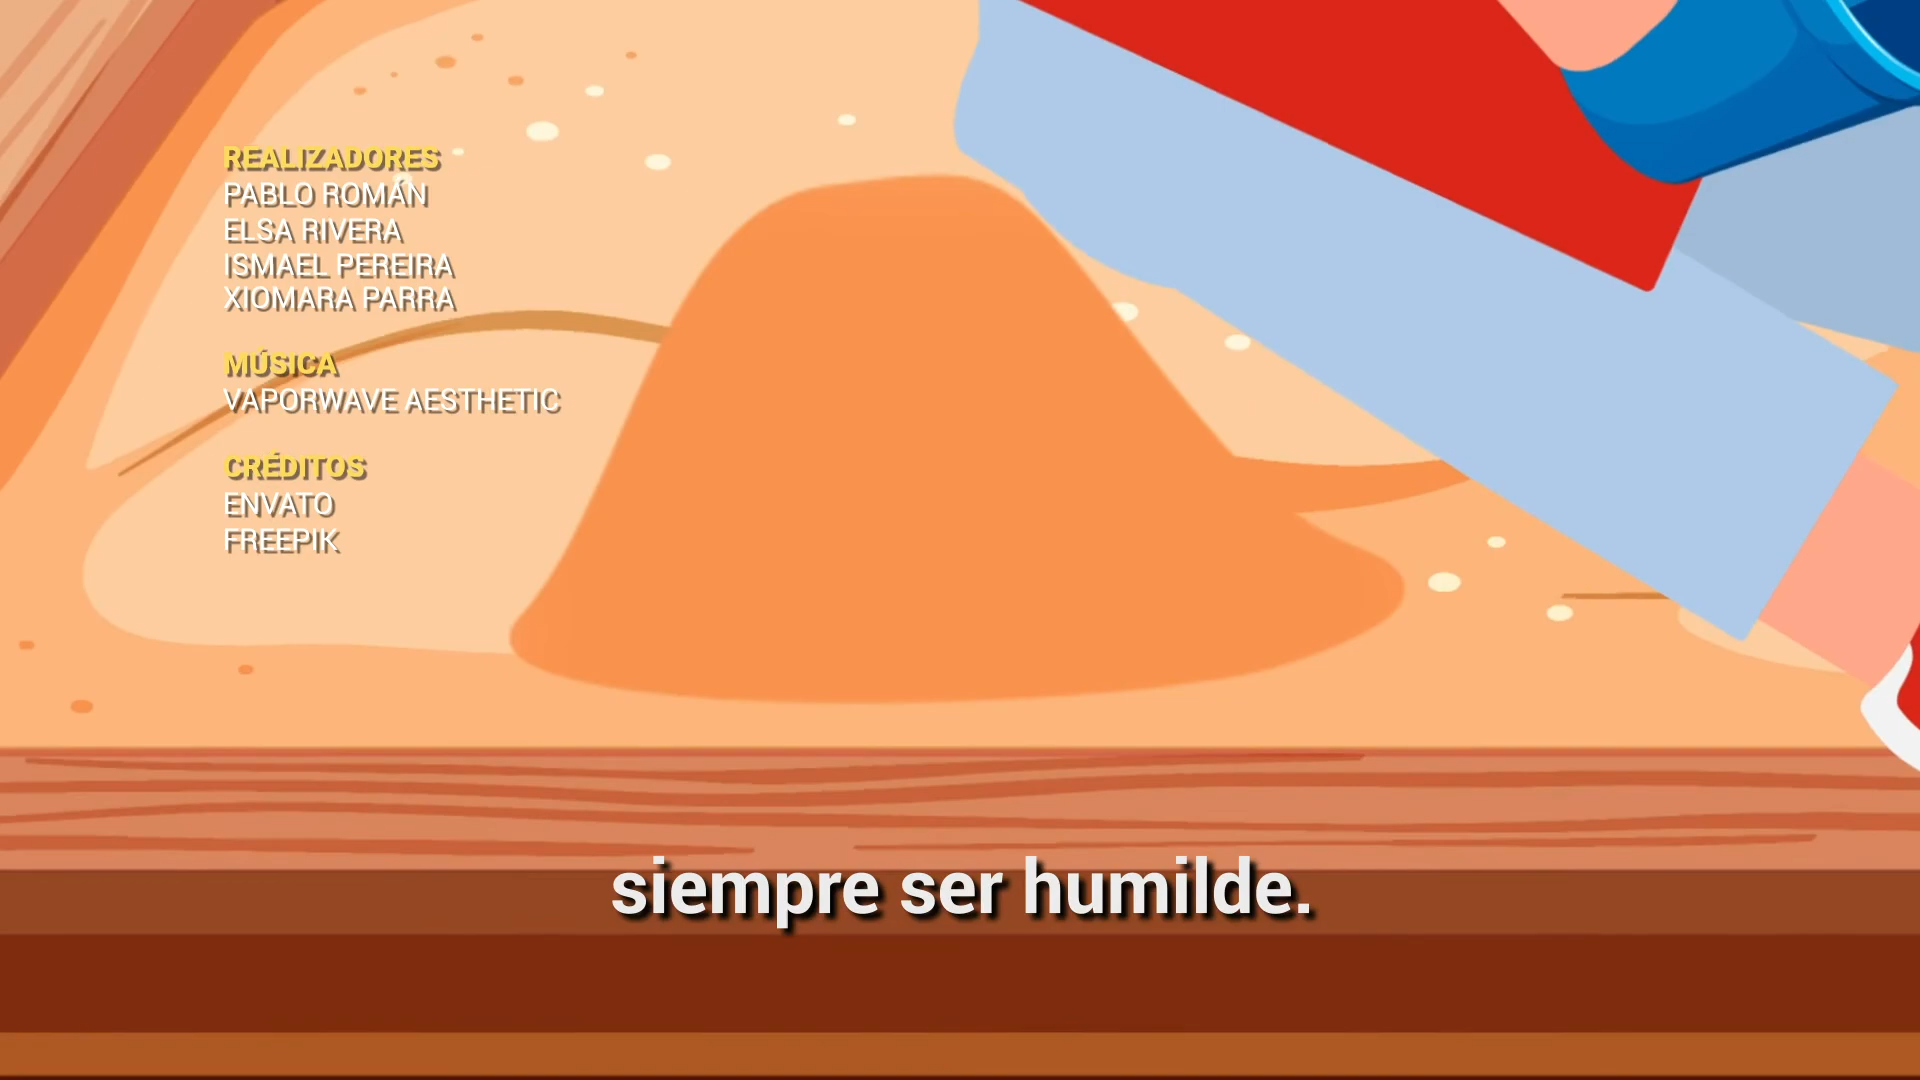 REALIZADORES
PABLO ROMÁN
ELSA RIVERA
ISMAEL PEREIRA
XIOMARA PARRA
MÚSICA
VAPORWAVE AESTHETIC
CRÉDITOS
ENVATO
FREEPIK
siempre ser humilde.